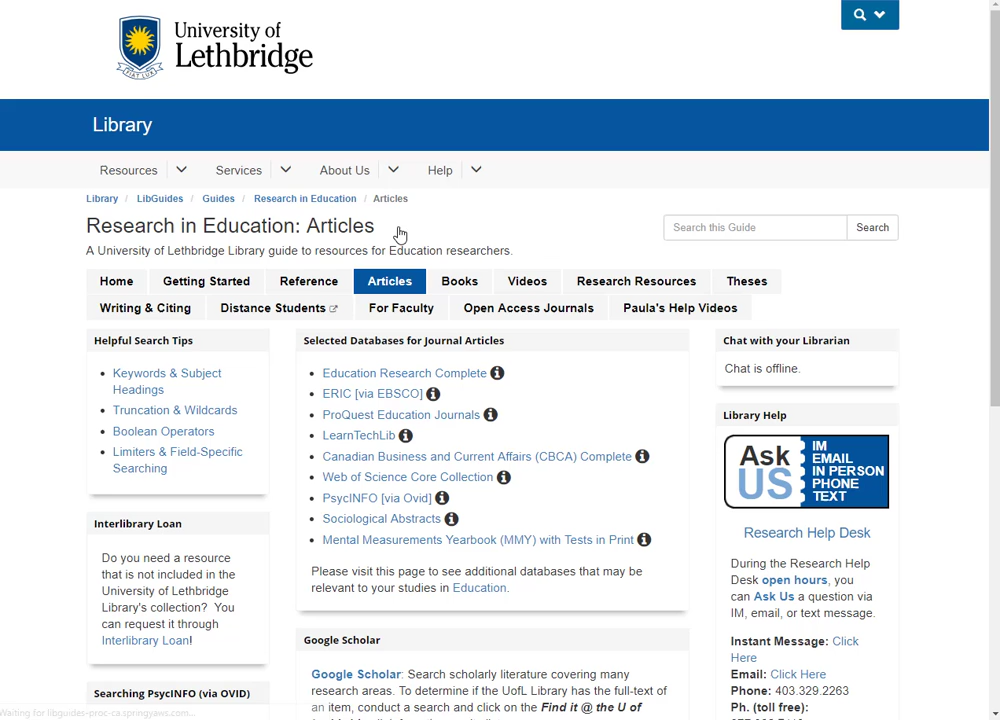 University of
Lethbridge
FIAT LUX
Library
Resources Services About Us Help
Library / LibGuides / Guides / Research in Education / Articles
Research in Education: Articles
Search this Guide Search
A University of Lethbridge Library guide to resources for Education researchers.
Home Getting Started Reference Articles Books Videos Research Resources Theses
Writing & Citing Distance Students For Faculty Open Access Journals Paula's Help Videos
Helpful Search Tips
Keywords & Subject
Headings
Truncation & Wildcards
Boolean Operators
Limiters & Field-Specific
Searching
Interlibrary Loan
Do you need a resource
that is not included in the
University of Lethbridge
Library's collection? You
can request it through
Interlibrary Loan!
Searching PsycINFO (via OVID)
Waiting for libguides-proc-ca.springyaws.com...
Selected Databases for Journal Articles
Education Research Complete
ERIC [via EBSCO]
ProQuest Education Journals
LearnTechLib
Canadian Business and Current Affairs (CBCA) Complete
Web of Science Core Collection
PsycINFO [via Ovid]
Sociological Abstracts
Mental Measurements Yearbook (MMY) with Tests in Print
Please visit this page to see additional databases that may be
relevant to your studies in Education.
Google Scholar
Google Scholar: Search scholarly literature covering many
research areas. To determine if the UofL Library has the full-text of
an item, conduct a search and click on the Find it @ the U of
Chat with your Librarian
Chat is offline.
Library Help
Ask
US
IM
EMAIL
IN PERSON
PHONE
TEXT
Research Help Desk
During the Research Help
Desk open hours, you
can Ask Us a question via
IM, email, or text message.
Instant Message: Click
Here
Email: Click Here
Phone: 403.329.2263
Ph. (toll free):